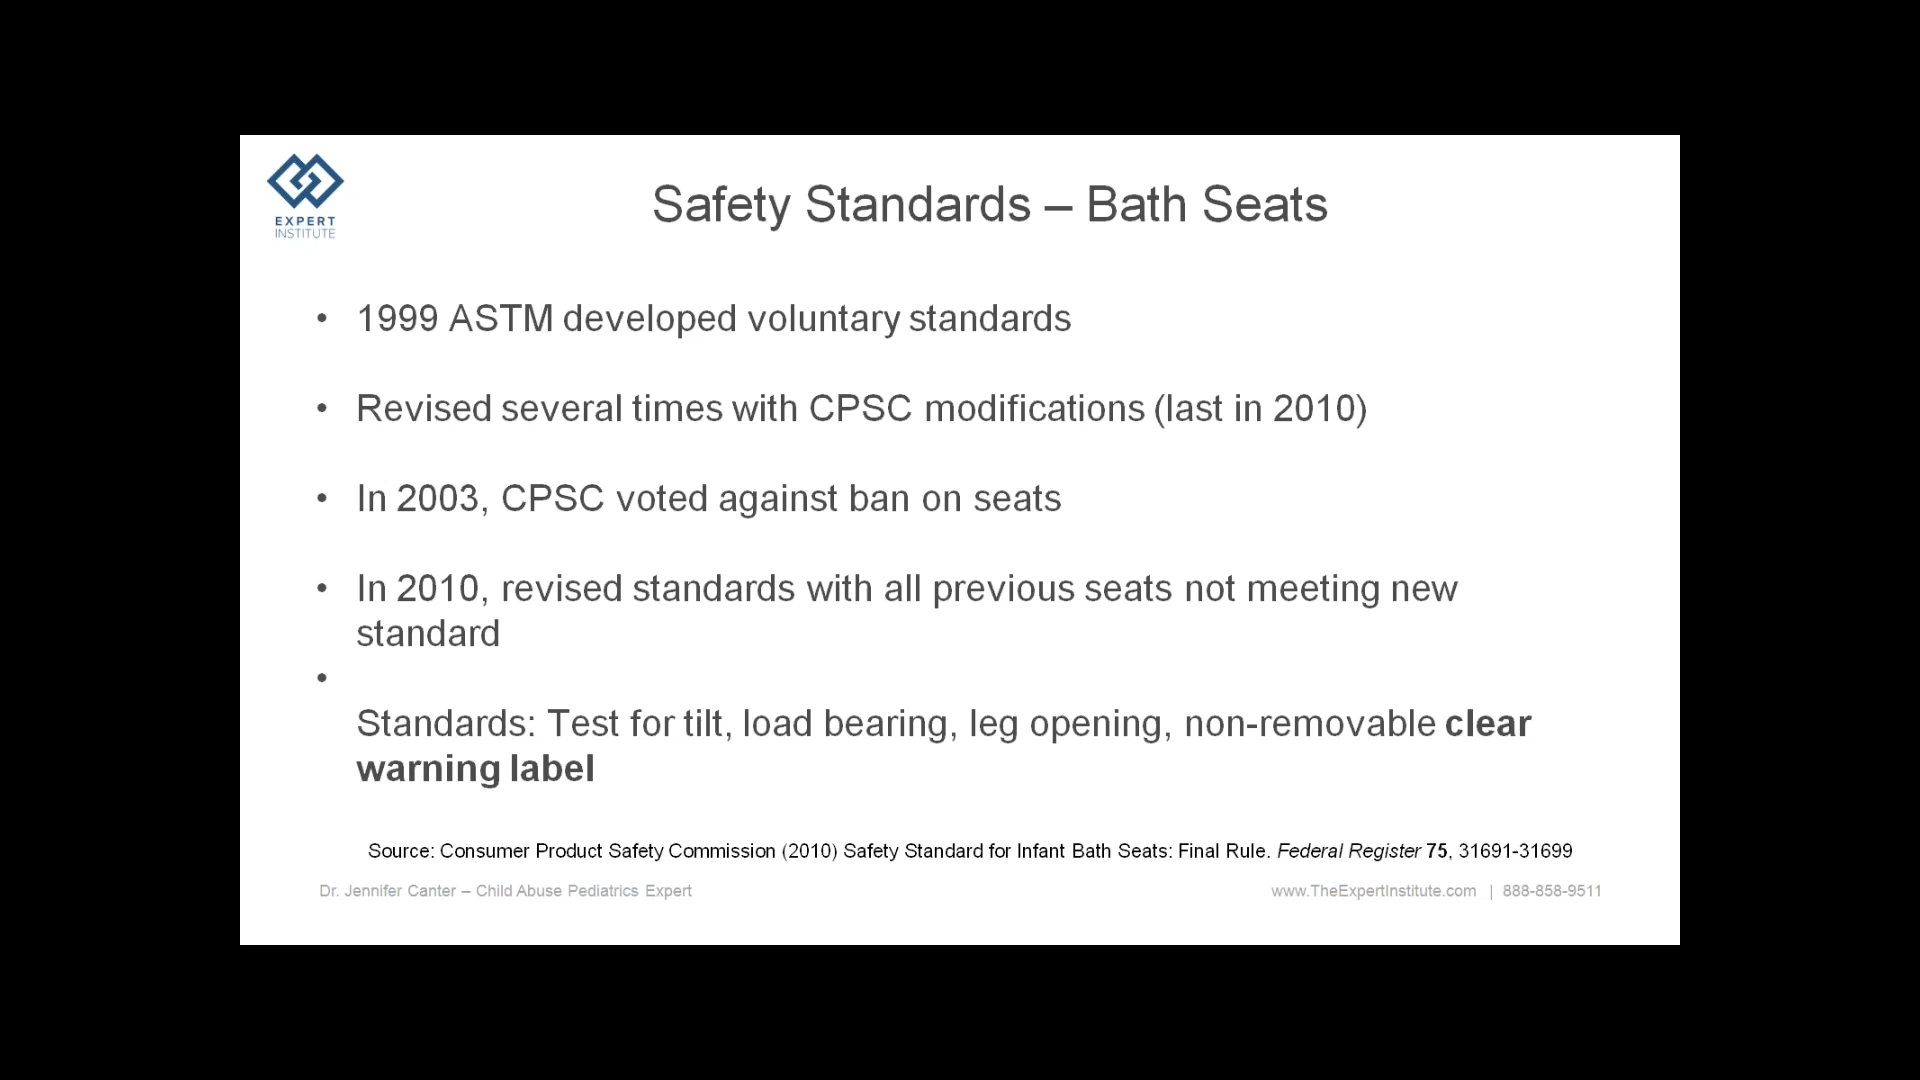 EXPERT
INSTITUTE
Safety Standards – Bath Seats
• 1999 ASTM developed voluntary standards
• Revised several times with CPSC modifications (last in 2010)
• In 2003, CPSC voted against ban on seats
• In 2010, revised standards with all previous seats not meeting new
standard
•
Standards: Test for tilt, load bearing, leg opening, non-removable clear
warning label
Source: Consumer Product Safety Commission (2010) Safety Standard for Infant Bath Seats: Final Rule. Federal Register 75, 31691-31699
Dr. Jennifer Canter – Child Abuse Pediatrics Expert
www.TheExpertInstitute.com | 888-858-9511